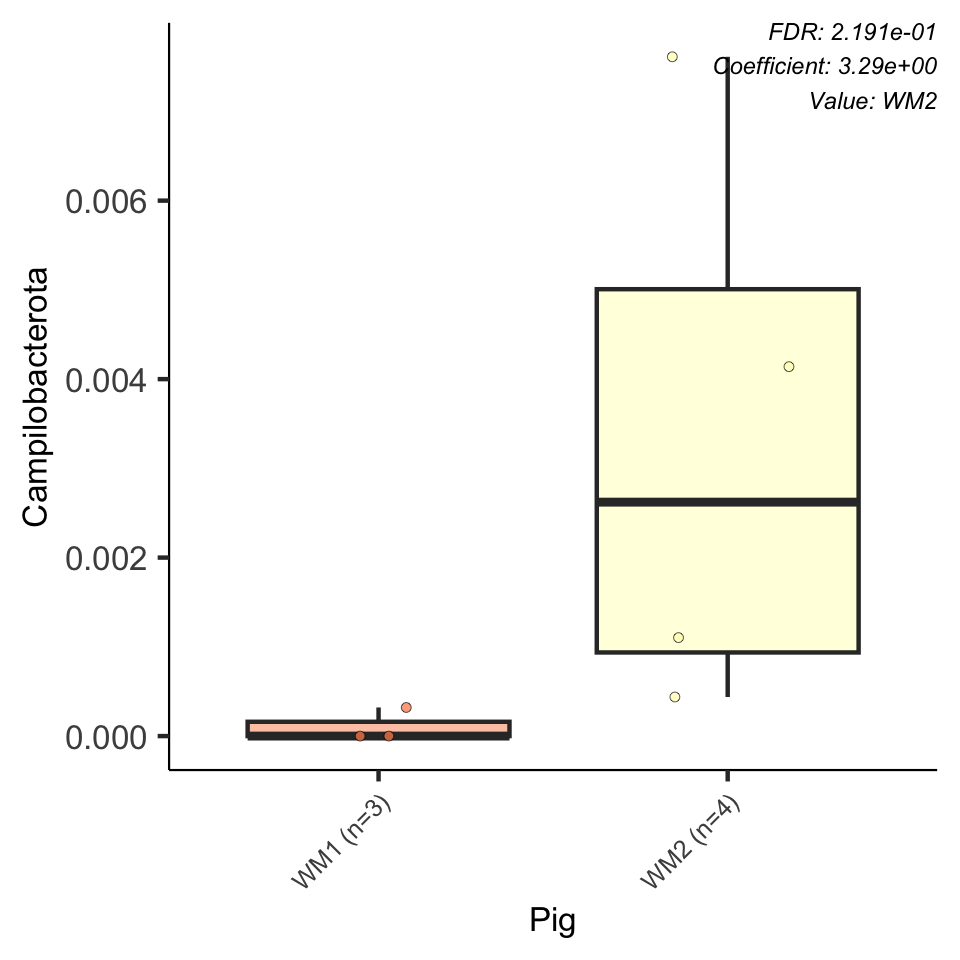 FDR: 2.191e-01
Coefficient: 3.29e+00
Value: WM2
0.006
0.004
0.002
0.000
Campilobacterota
WM1 (n=3)
WM2 (n=4)
Pig